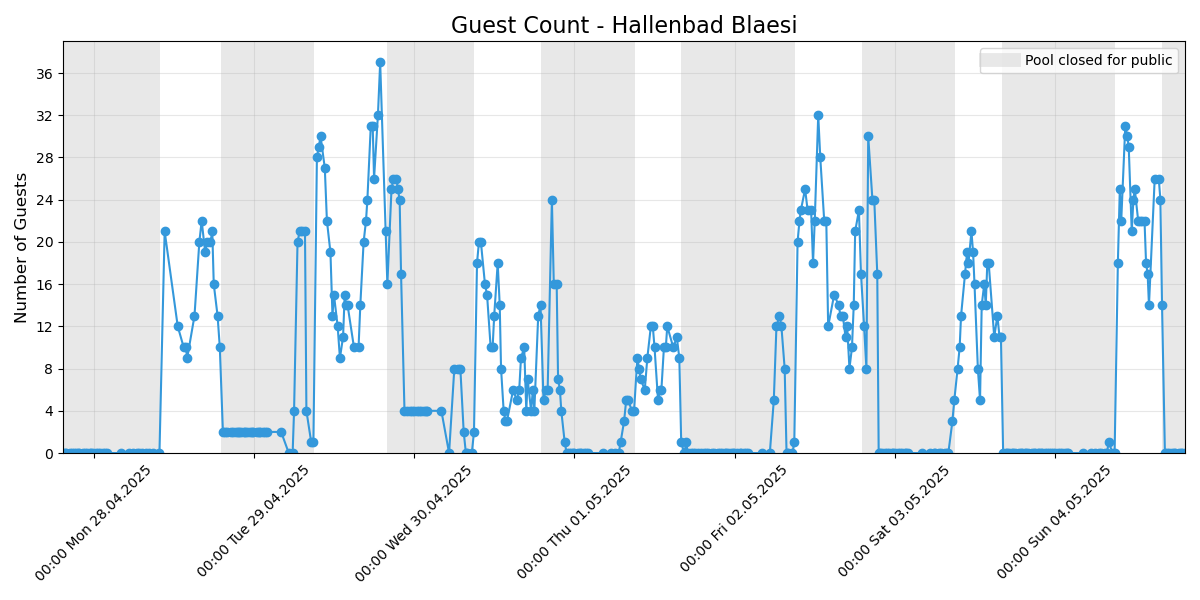 Guest Count - Hallenbad Blaesi
Pool closed for public
Number of Guests
36
32
28
24
20
16
12
8
4
0
00:00 Mon 28.04.2025
00:00 Tue 29.04.2025
00:00 Wed 30.04.2025
00:00 Thu 01.05.2025
00:00 Fri 02.05.2025
00:00 Sat 03.05.2025
00:00 Sun 04.05.2025